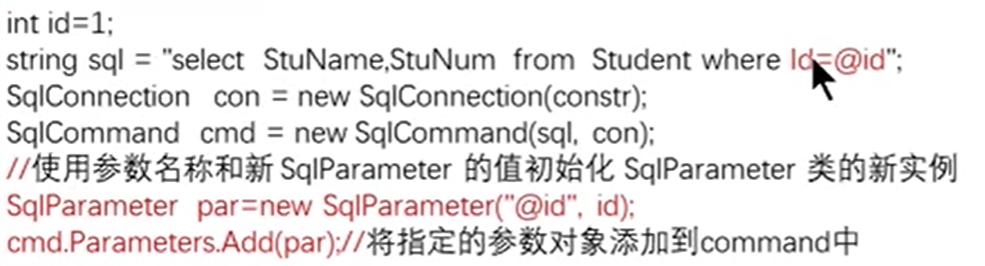 int id=1;
string sql = "select StuName,StuNum from Student where Id=@id";
SqlConnection con = new SqlConnection(constr);
SqlCommand cmd = new SqlCommand(sql, con);
//使用参数名称和新 SqlParameter 的值初始化 SqlParameter 类的新实例
SqlParameter par=new SqlParameter("@id", id);
cmd.Parameters.Add(par);//将指定的参数对象添加到command中